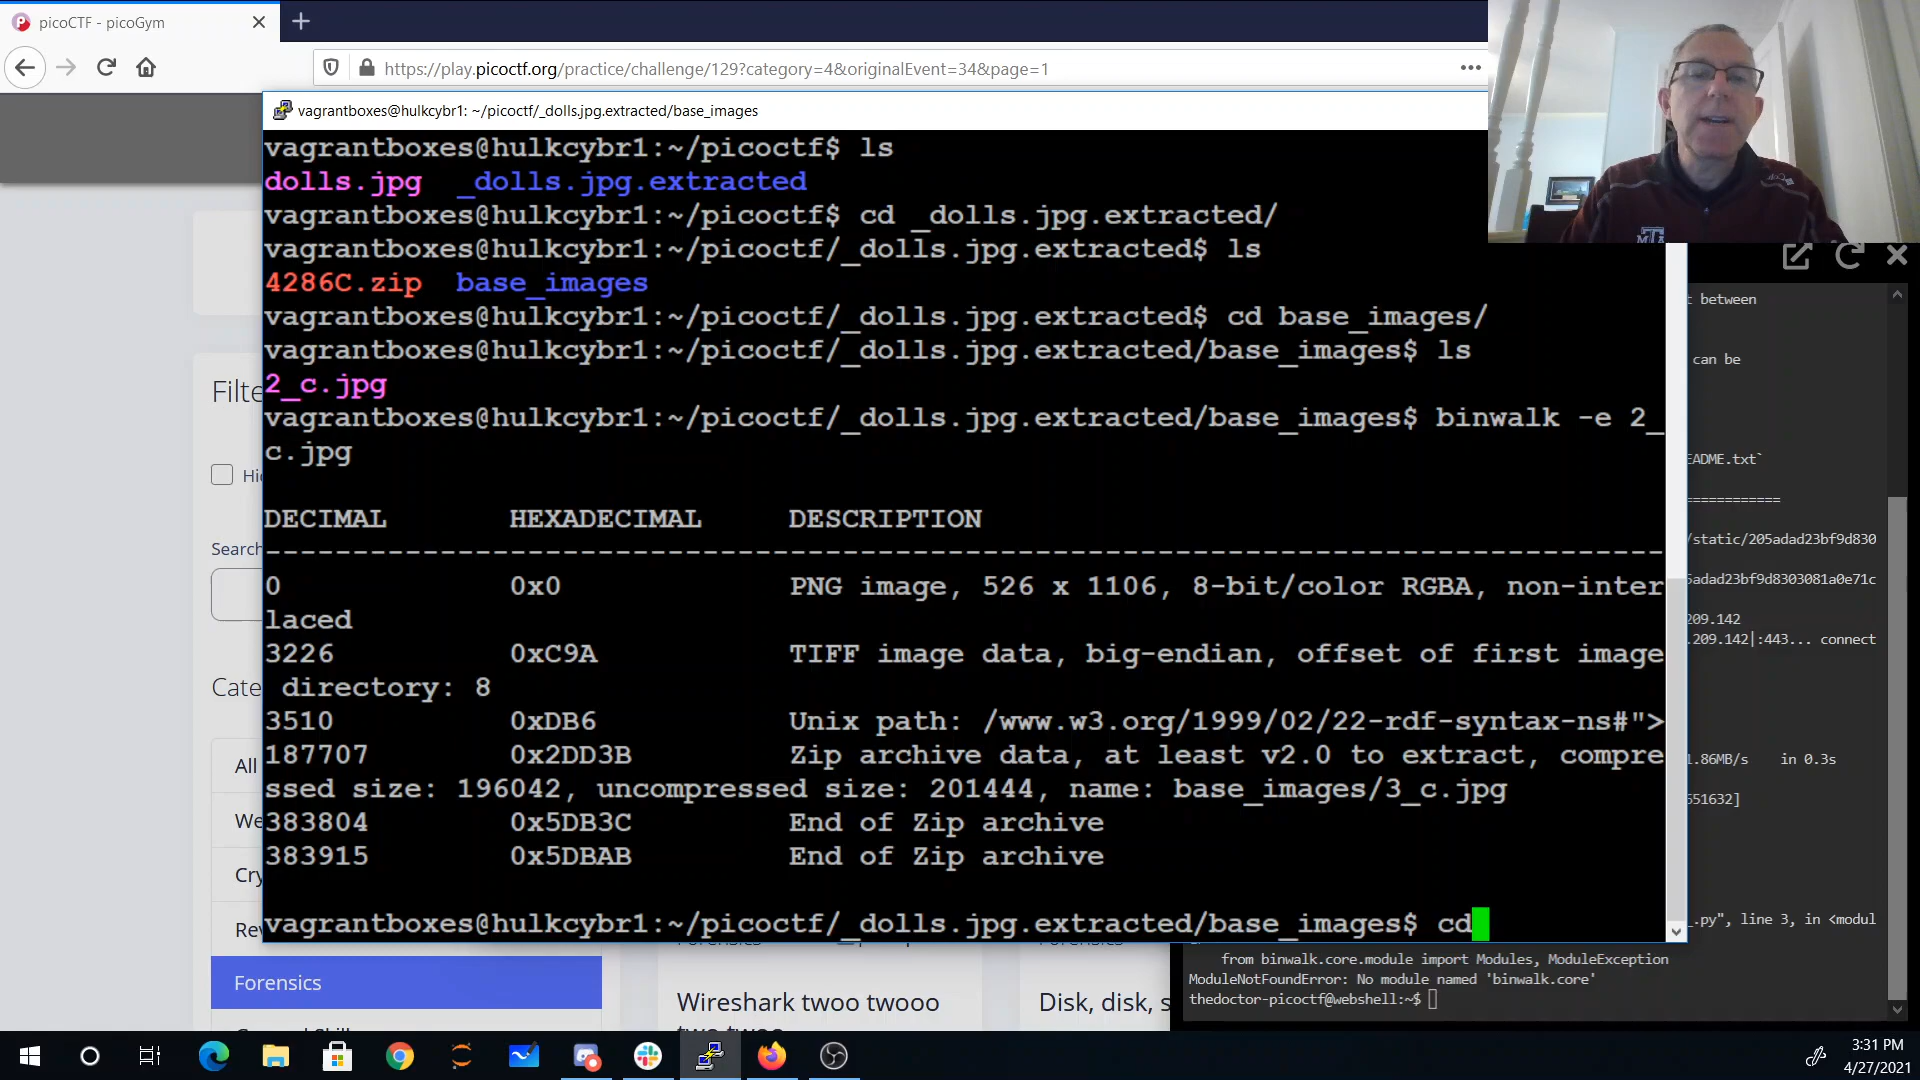 picoCTF - picoGym
https://play.picoctf.org/practice/challenge/129?category=4&originalEvent=34&page=1
vagrantboxes@hulkcybr1: ~/picoctf/_dolls.jpg.extracted/base_images
vagrantboxes@hulkcybr1:~/picoctf$ ls
dolls.jpg _dolls.jpg.extracted
vagrantboxes@hulkcybr1:~/picoctf$ cd _dolls.jpg.extracted/
vagrantboxes@hulkcybr1:~/picoctf/_dolls.jpg.extracted$ ls
4286C.zip base_images
vagrantboxes@hulkcybr1:~/picoctf/_dolls.jpg.extracted$ cd base_images/
vagrantboxes@hulkcybr1:~/picoctf/_dolls.jpg.extracted/base_images$ ls
2_c.jpg
vagrantboxes@hulkcybr1:~/picoctf/_dolls.jpg.extracted/base_images$ binwalk -e 2_
c.jpg
DECIMAL HEXADECIMAL DESCRIPTION
--------------------------------------------------------------------------------
0 0x0 PNG image, 526 x 1106, 8-bit/color RGBA, non-inter
laced
3226 0xC9A TIFF image data, big-endian, offset of first image
directory: 8
3510 0xDB6 Unix path: /www.w3.org/1999/02/22-rdf-syntax-ns#">
187707 0x2DD3B Zip archive data, at least v2.0 to extract, compre
ssed size: 196042, uncompressed size: 201444, name: base_images/3_c.jpg
383804 0x5DB3C End of Zip archive
383915 0x5DBAB End of Zip archive
vagrantboxes@hulkcybr1:~/picoctf/_dolls.jpg.extracted/base_images$ cd
Filte
Hi
Search
Cate
All
We
Cry
Rev
Forensics
Wireshark twoo twooo
two twoo
Disk, disk, s
t between
can be
EADME.txt`
============
/static/205adad23bf9d830
5adad23bf9d8303081a0e71c
209.142
.209.142|:443... connect
1.86MB/s in 0.3s
651632]
.py", line 3, in <modul
from binwalk.core.module import Modules, ModuleException
ModuleNotFoundError: No module named 'binwalk.core'
thedoctor-picoctf@webshell:~$
3:31 PM
4/27/2021